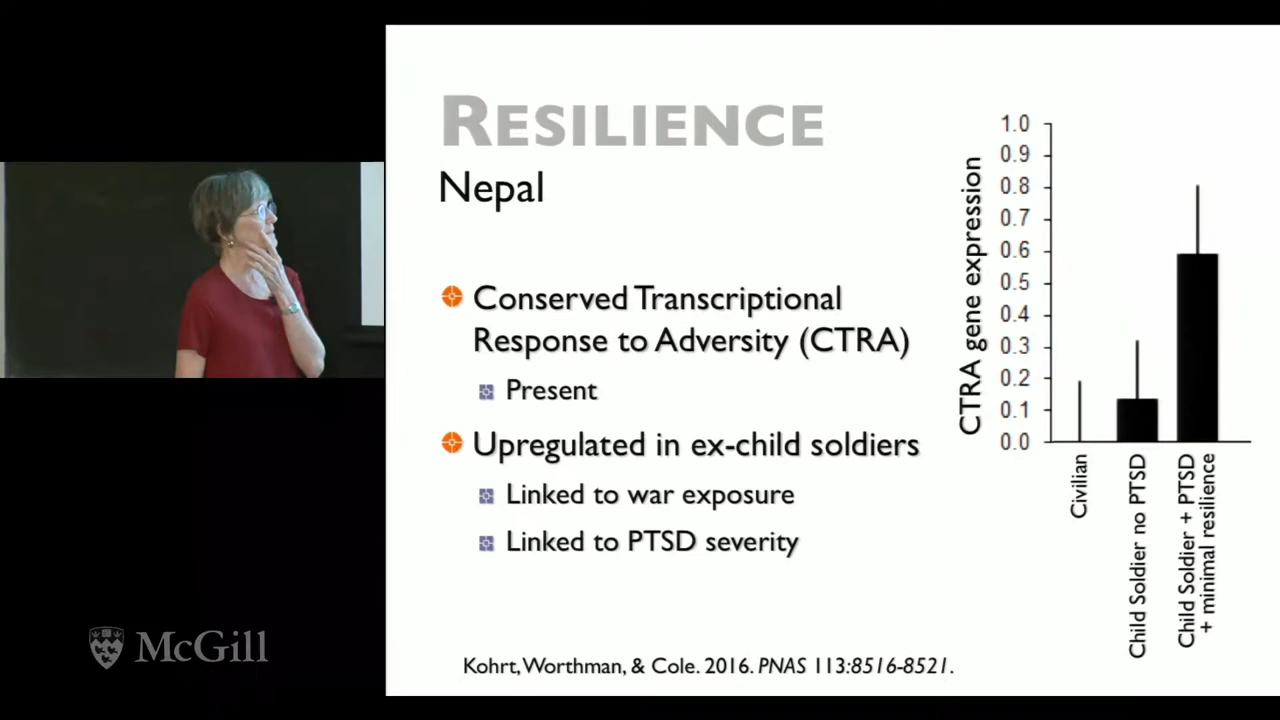 RESILIENCE
Nepal
Conserved Transcriptional
Response to Adversity (CTRA)
Present
Upregulated in ex-child soldiers
Linked to war exposure
Linked to PTSD severity
Kohrt, Worthman, & Cole. 2016. PNAS 113:8516-8521.
CTRA gene expression
1.0
0.9
0.8
0.7
0.6
0.5
0.4
0.3
0.2
0.1
0.0
Civilian
Child Soldier no PTSD
Child Soldier + PTSD
+ minimal resilience
McGill